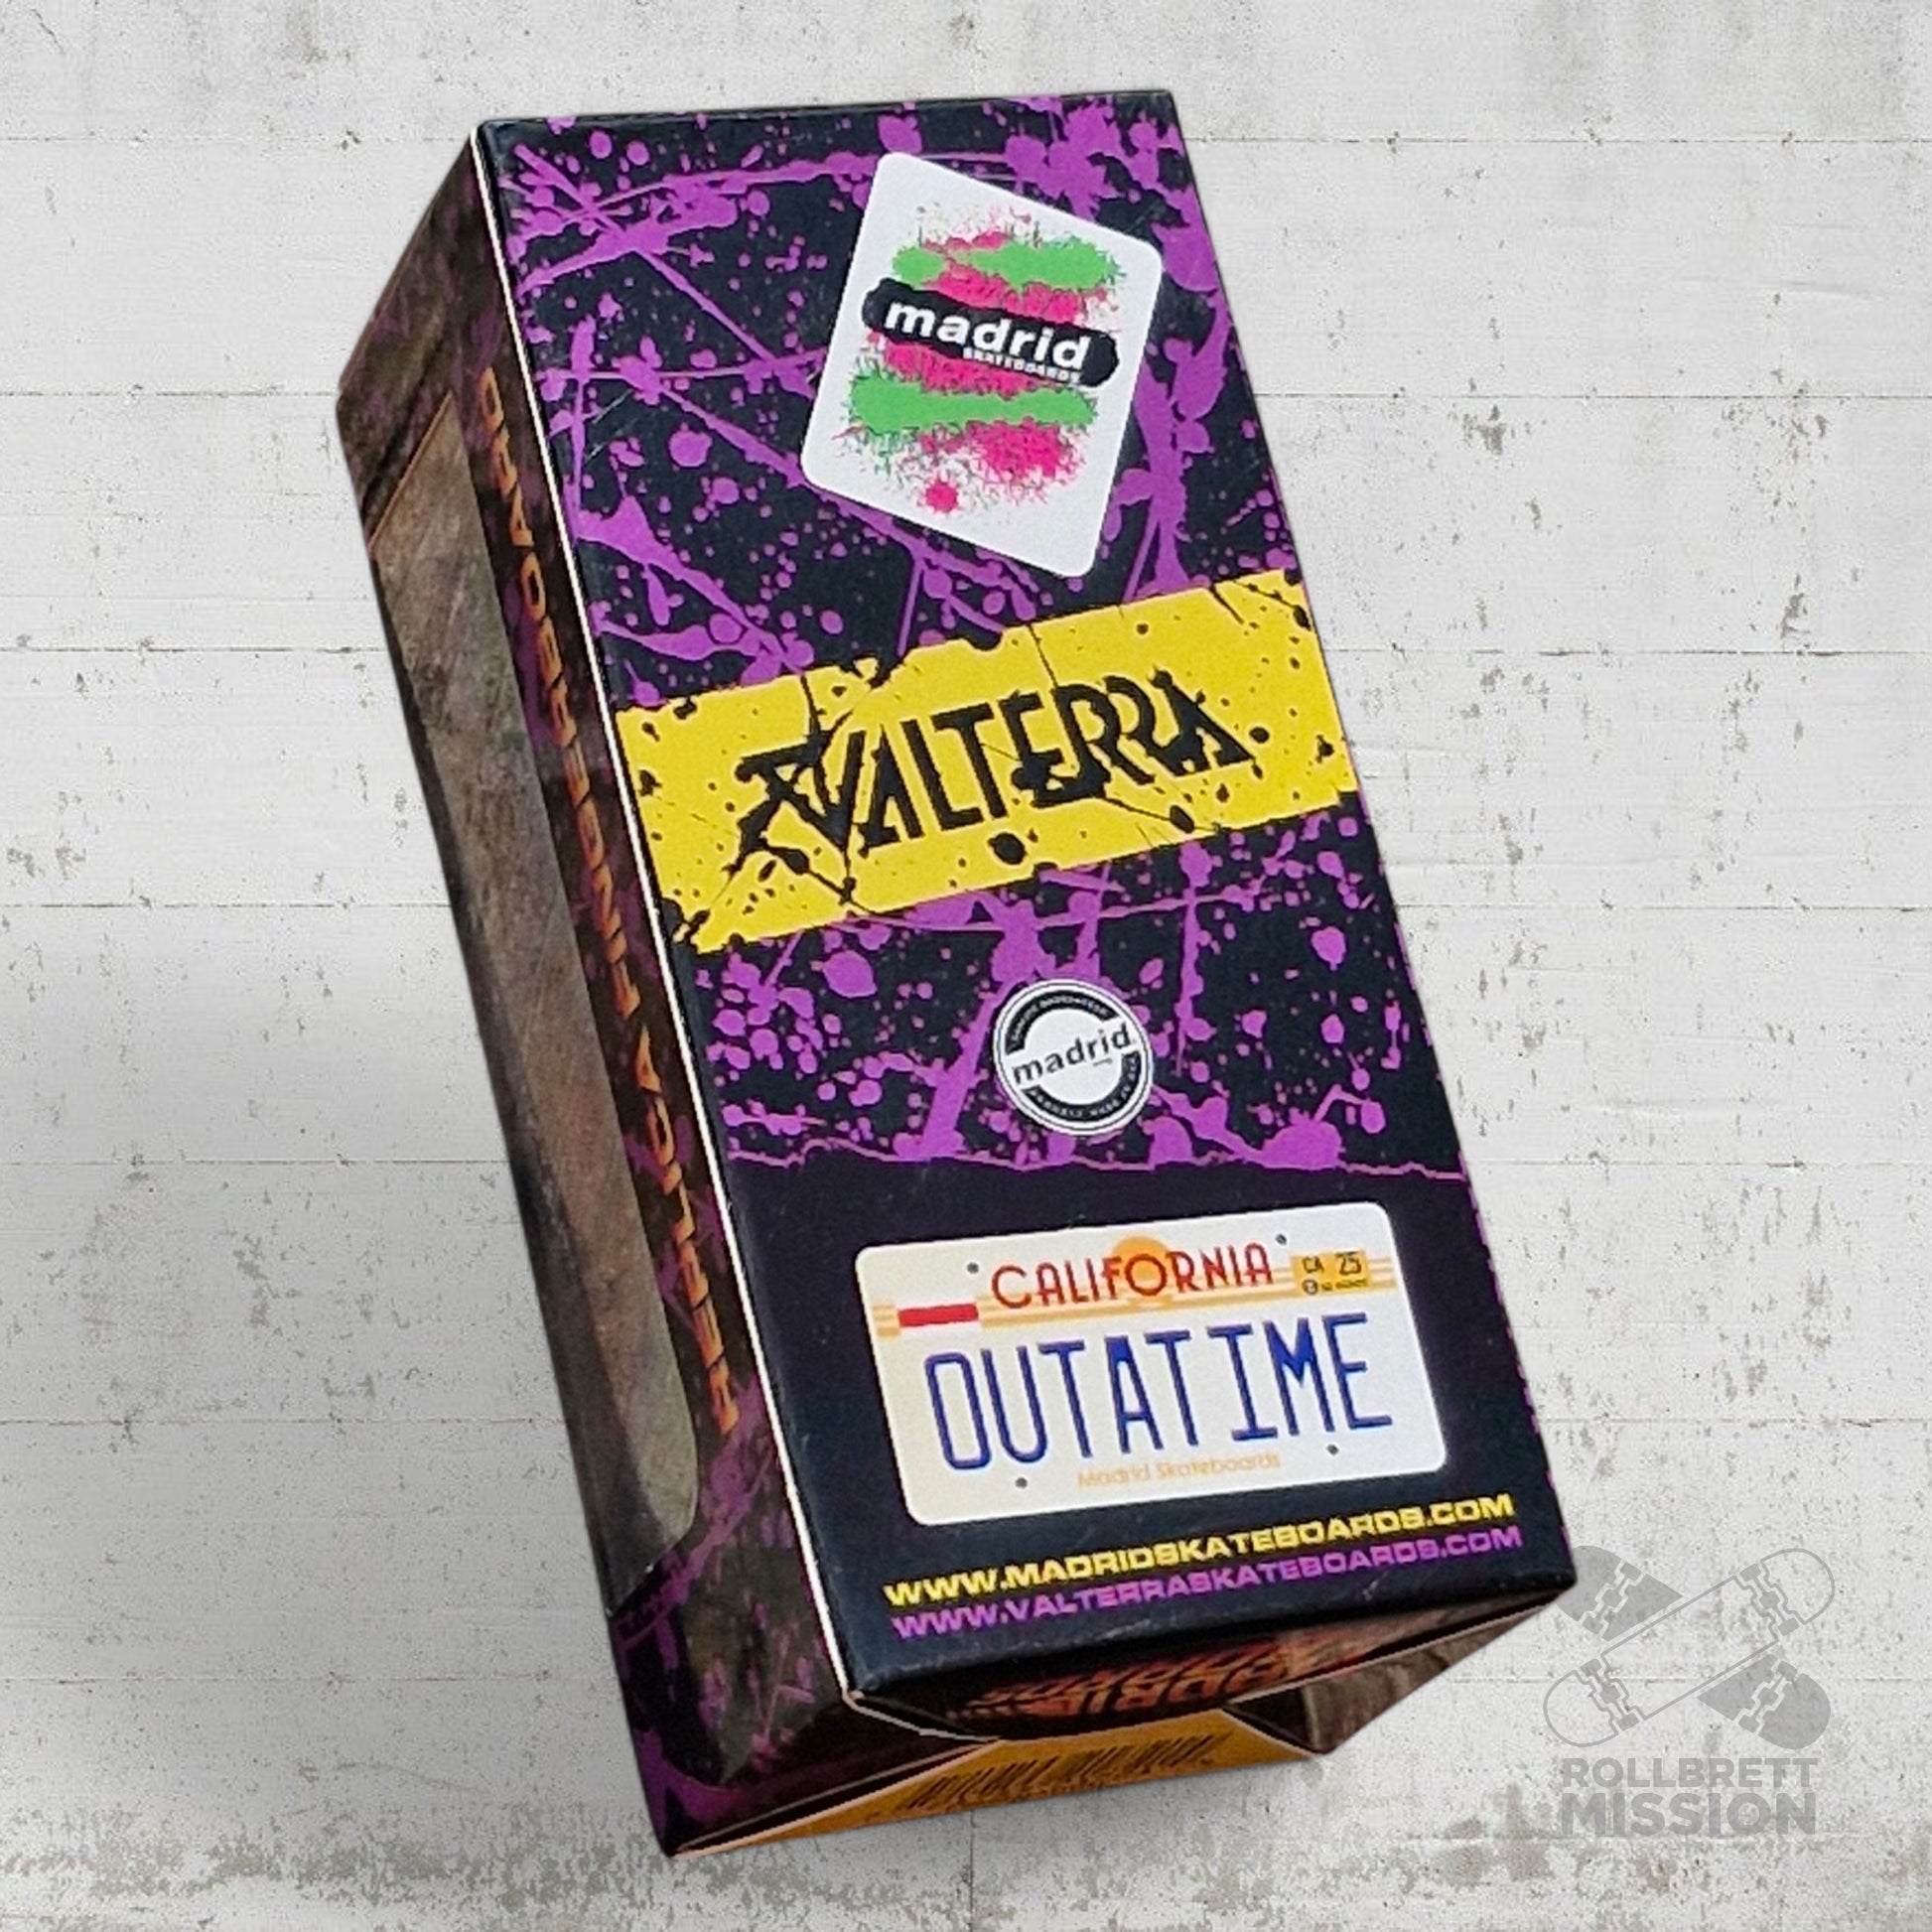 madrid
SKATEBOARDS
VALTERRA
madrid
CALIFORNIA
CA 25
OUTATIME
Madrid Skateboards
WWW.MADRIDSKATEBOARDS.COM
WWW.VALTERRASKATEBOARDS.COM
REPLICA FINGERBOARD
ROLLBRETT
MISSION